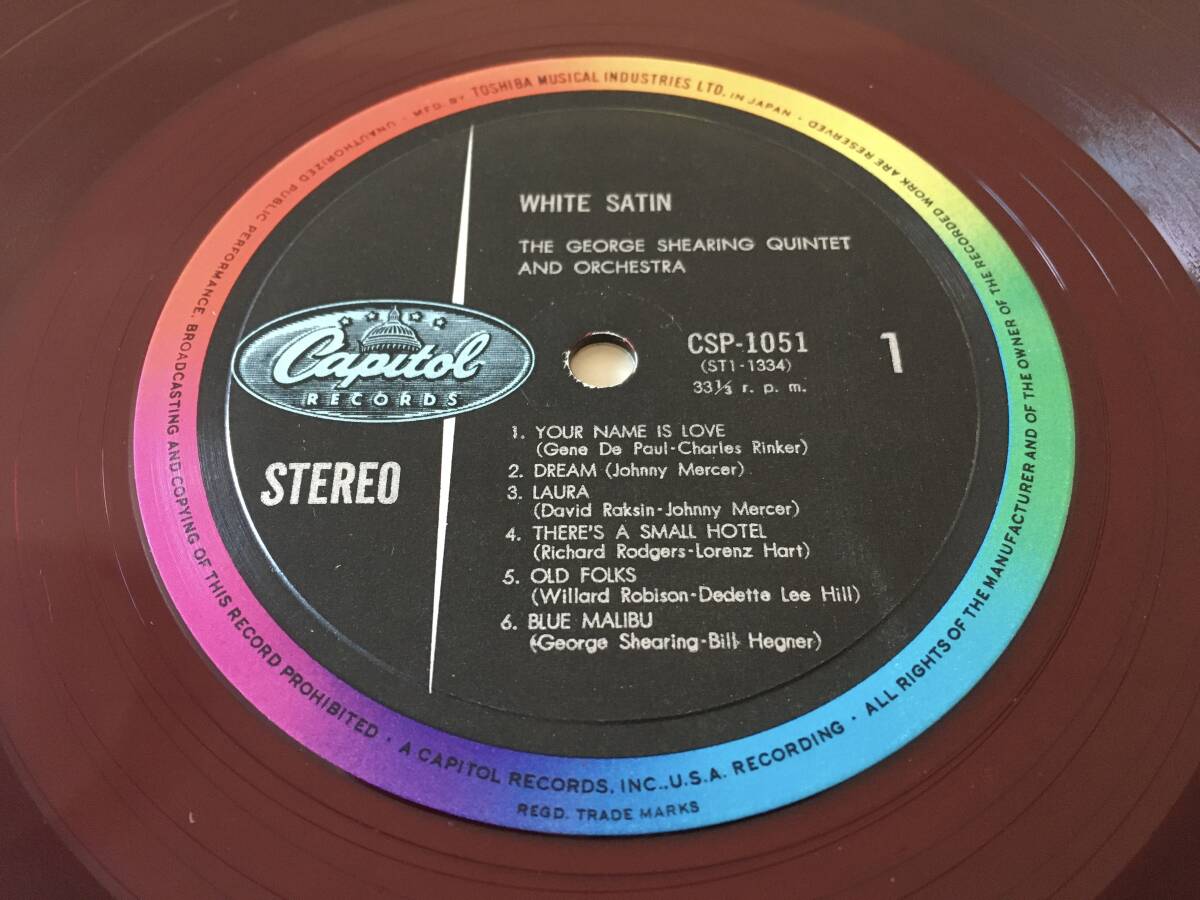 WHITE SATIN
THE GEORGE SHEARING QUINTET
AND ORCHESTRA
Capitol
RECORDS
STEREO
CSP-1051
(ST1-1334)
33⅓ r. p. m.
1
1. YOUR NAME IS LOVE
(Gene De Paul-Charles Rinker)
2. DREAM (Johnny Mercer)
3. LAURA
(David Raksin-Johnny Mercer)
4. THERE'S A SMALL HOTEL
(Richard Rodgers-Lorenz Hart)
5. OLD FOLKS
(Willard Robison-Dedette Lee Hill)
6. BLUE MALIBU
(George Shearing-Bill Hegner)
MFD. BY TOSHIBA MUSICAL INDUSTRIES LTD. IN JAPAN · UNAUTHORIZED PUBLIC PERFORMANCE, BROADCASTING AND COPYING OF THIS RECORD PROHIBITED · A CAPITOL RECORDS, INC., U.S.A. RECORDING · ALL RIGHTS OF THE MANUFACTURER AND OF THE OWNER OF THE RECORDED WORK ARE RESERVED ·
REGD. TRADE MARKS